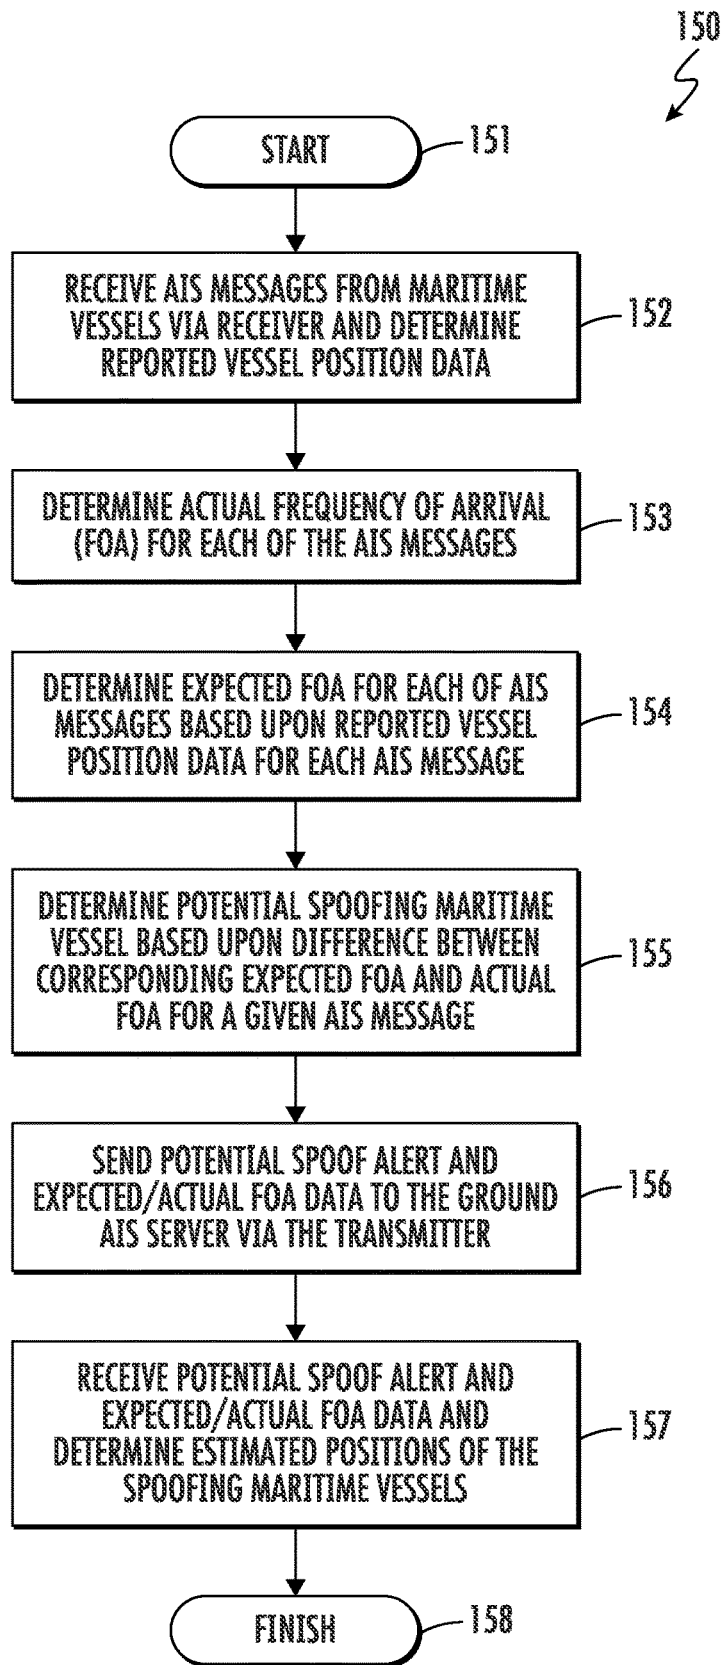 150
START
151
RECEIVE AIS MESSAGES FROM MARITIME
VESSELS VIA RECEIVER AND DETERMINE
REPORTED VESSEL POSITION DATA
152
DETERMINE ACTUAL FREQUENCY OF ARRIVAL
(FOA) FOR EACH OF THE AIS MESSAGES
153
DETERMINE EXPECTED FOA FOR EACH OF AIS
MESSAGES BASED UPON REPORTED VESSEL
POSITION DATA FOR EACH AIS MESSAGE
154
DETERMINE POTENTIAL SPOOFING MARITIME
VESSEL BASED UPON DIFFERENCE BETWEEN
CORRESPONDING EXPECTED FOA AND ACTUAL
FOA FOR A GIVEN AIS MESSAGE
155
SEND POTENTIAL SPOOF ALERT AND
EXPECTED/ACTUAL FOA DATA TO THE GROUND
AIS SERVER VIA THE TRANSMITTER
156
RECEIVE POTENTIAL SPOOF ALERT AND
EXPECTED/ACTUAL FOA DATA AND
DETERMINE ESTIMATED POSITIONS OF THE
SPOOFING MARITIME VESSELS
157
FINISH
158